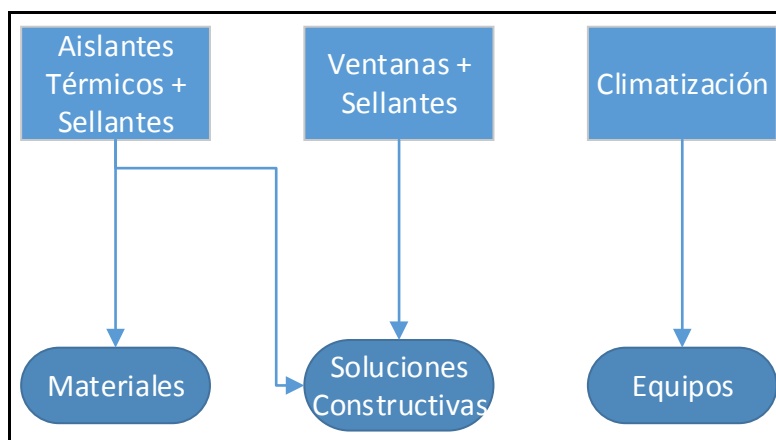 Aislantes
Térmicos +
Sellantes
Ventanas +
Sellantes
Climatización
Materiales
Soluciones
Constructivas
Equipos